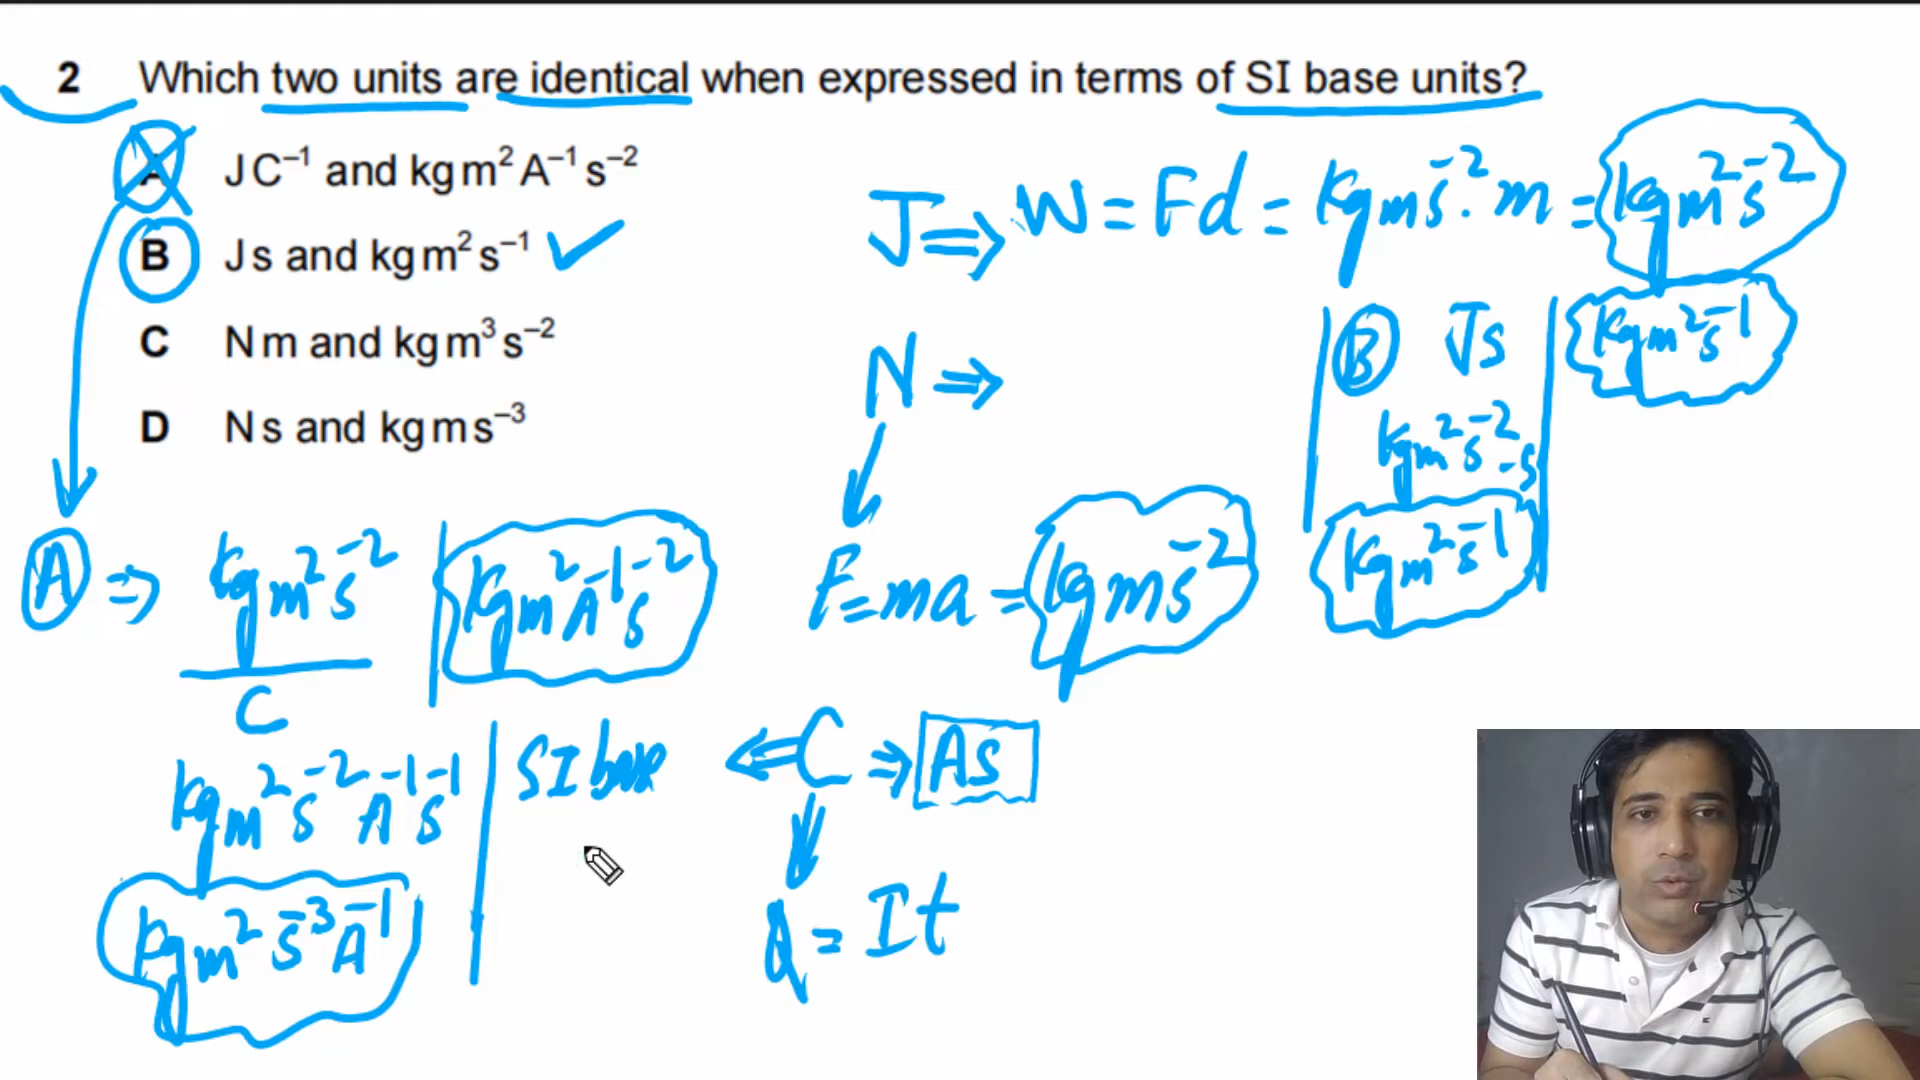 2 Which two units are identical when expressed in terms of SI base units?
A J C⁻¹ and kg m² A⁻¹ s⁻²
B J s and kg m² s⁻¹ ✓
C N m and kg m³ s⁻²
D N s and kg m s⁻³
J ⇒ W = Fd = kg m s⁻² . m = kg m² s⁻²
N ⇒
F = ma = kg m s⁻²
B Js
kg m² s⁻² - s
kg m² s⁻¹
kg m² s⁻¹
A ⇒ kg m² s⁻²
C
kg m² A⁻¹ s⁻²
kg m² s⁻² A⁻¹ s⁻¹
kg m² s⁻³ A⁻¹
SI base ⇐ C ⇒ As
Q = It